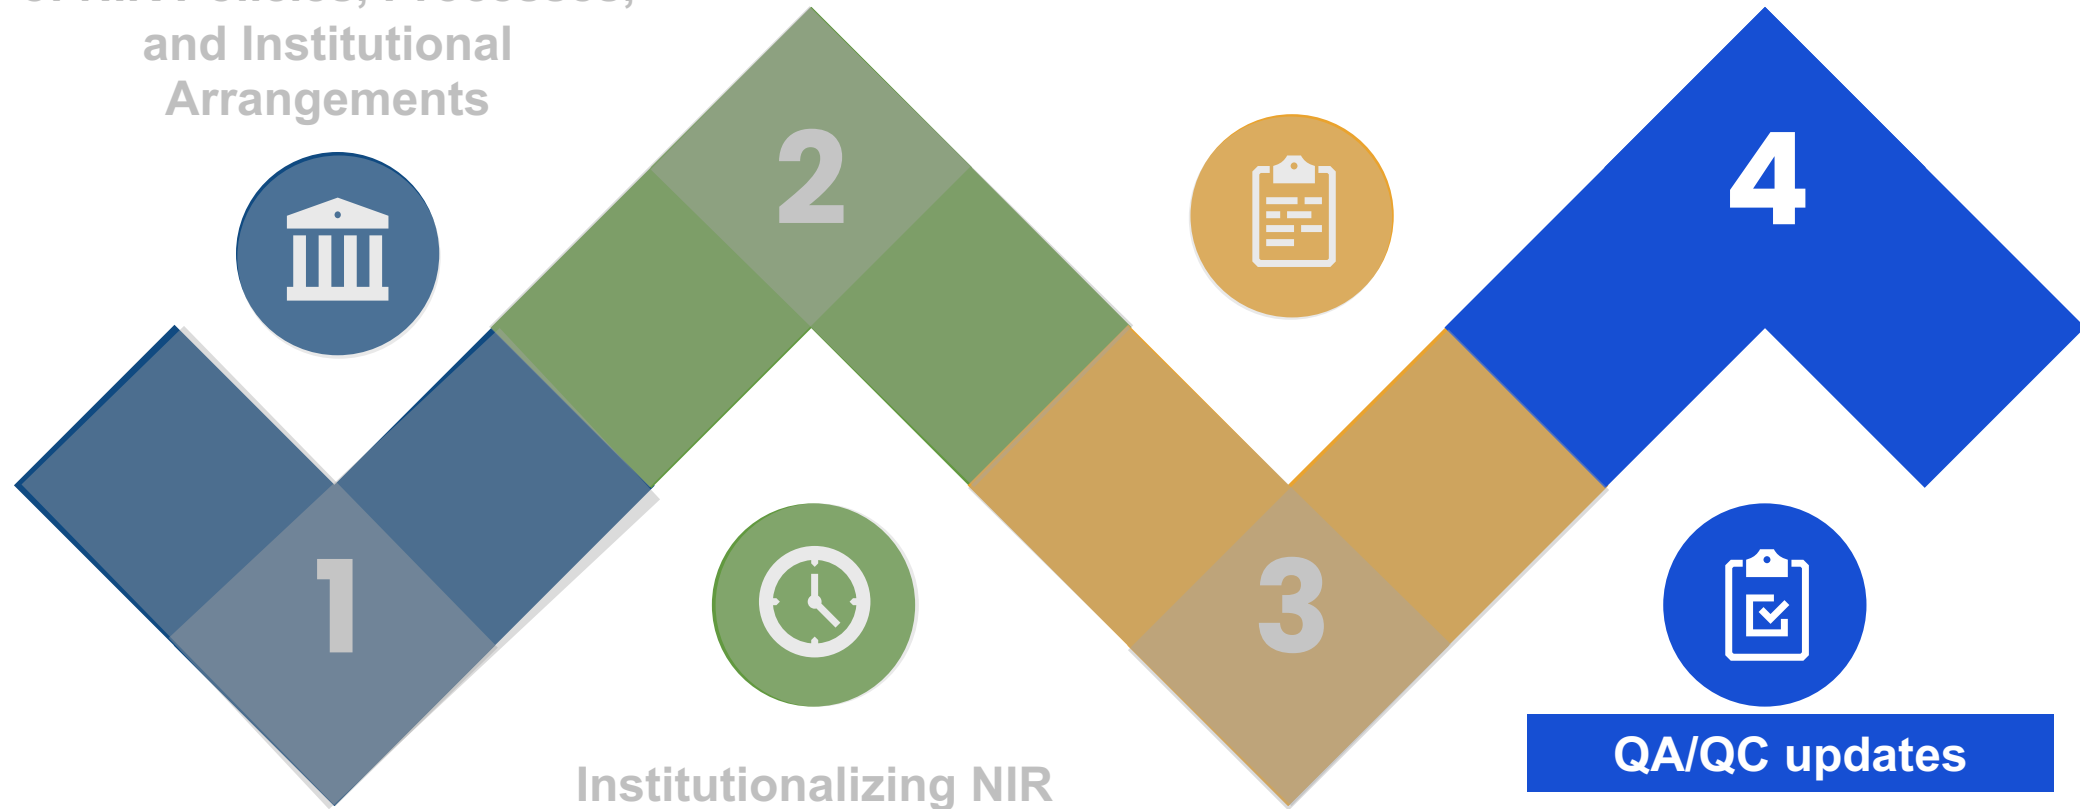 and Institutional
Arrangements
1
2
3
4
Institutionalizing NIR
QA/QC updates